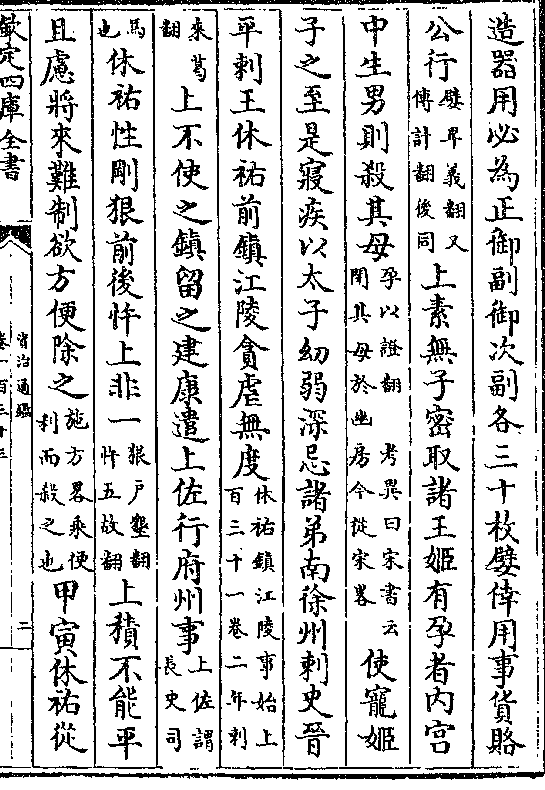 造器用必為正御副御次副各三十枚嬖倖用事貨賂
公行嬖卑義翻又博計翻後同上素無子密取諸王姬有孕者内宫
中生男則殺其母孕以證翻 考異曰宋書云閉其母於幽房今從宋畧使寵姬
子之至是寢疾以太子幼弱深忌諸弟南徐州刺史晉
平剌王休祐前鎮江陵貪虐無度休祐鎮江陵事始上百三十一卷二年剌
來葛翻上不使之鎮留之建康遣上佐行府州事上佐謂長史司
馬也休祐性剛狠前後忤上非一狠戶墾翻忤五故翻上積不能平
且慮將來難制欲方便除之施方畧乘便利而殺之也甲寅休祐從
欽定四庫全書
資治通鑑
卷一百三十三
二